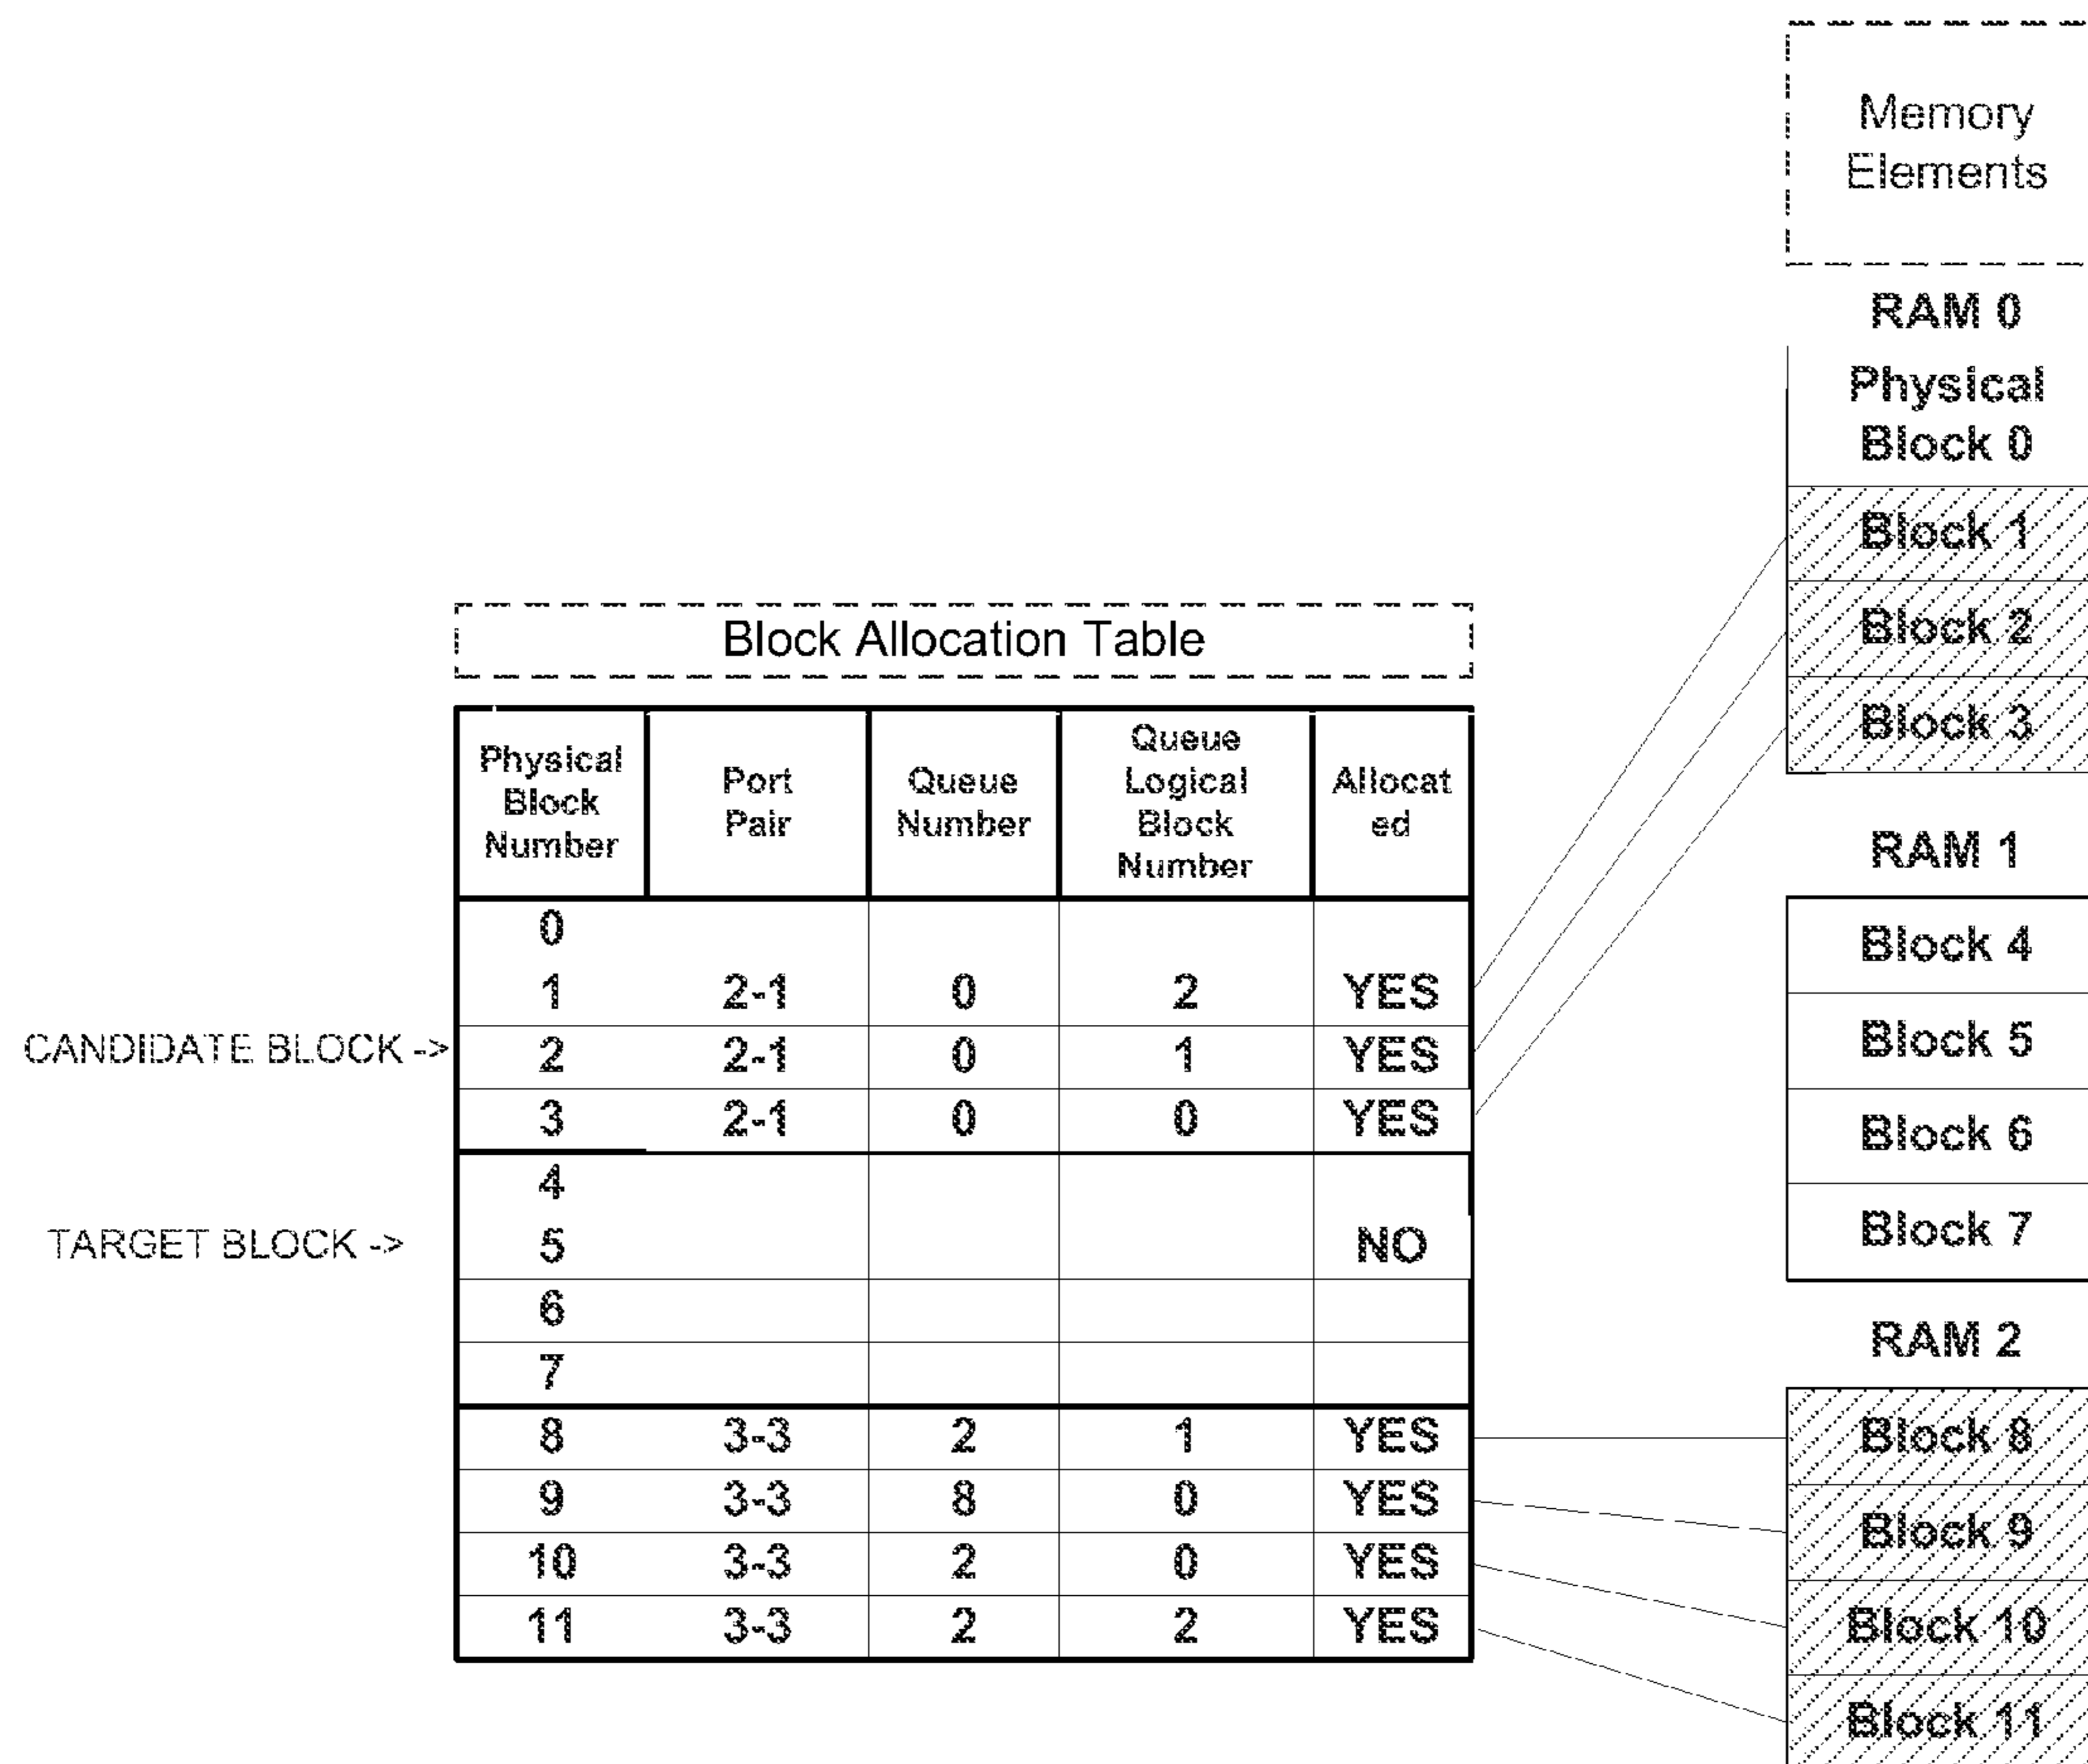 Memory
Elements
RAM 0
Physical
Block 0
Block 1
Block 2
Block 3
RAM 1
Block 4
Block 5
Block 6
Block 7
RAM 2
Block 8
Block 9
Block 10
Block 11
Block Allocation Table
Physical
Block
Number
Port
Pair
Queue
Number
Queue
Logical
Block
Number
Allocat
ed
0
1 2-1 0 2 YES
CANDIDATE BLOCK -> 2 2-1 0 1 YES
3 2-1 0 0 YES
4
TARGET BLOCK -> 5 NO
6
7
8 3-3 2 1 YES
9 3-3 8 0 YES
10 3-3 2 0 YES
11 3-3 2 2 YES